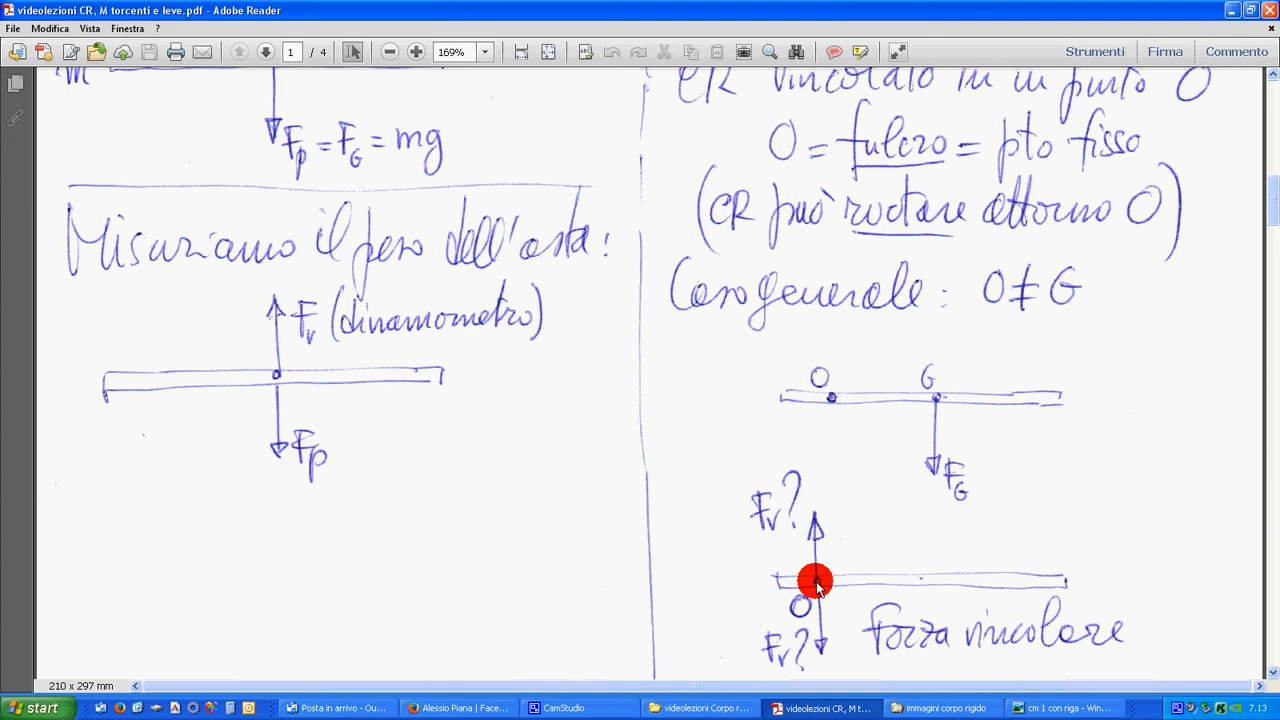 videolezioni CR, M torcenti e leve.pdf - Adobe Reader
File Modifica Vista Finestra ?
1 / 4 169% Strumenti Firma Commento
m
Fp = FG = mg
Misuriamo il peso dell'asta:
Fv (dinamometro)
Fp
CR vincolato in un punto O
O = fulcro = pto fisso
(CR può ruotare attorno O)
Caso generale: O ≠ G
O G
FG
Fv?
O
Fv? Forza vincolare
210 x 297 mm
start Posta in arrivo - Ou... Alessio Piana | Face... CamStudio videolezioni Corpo r... videolezioni CR, M t... immagini corpo rigido cm 1 con riga - Win... 7.13